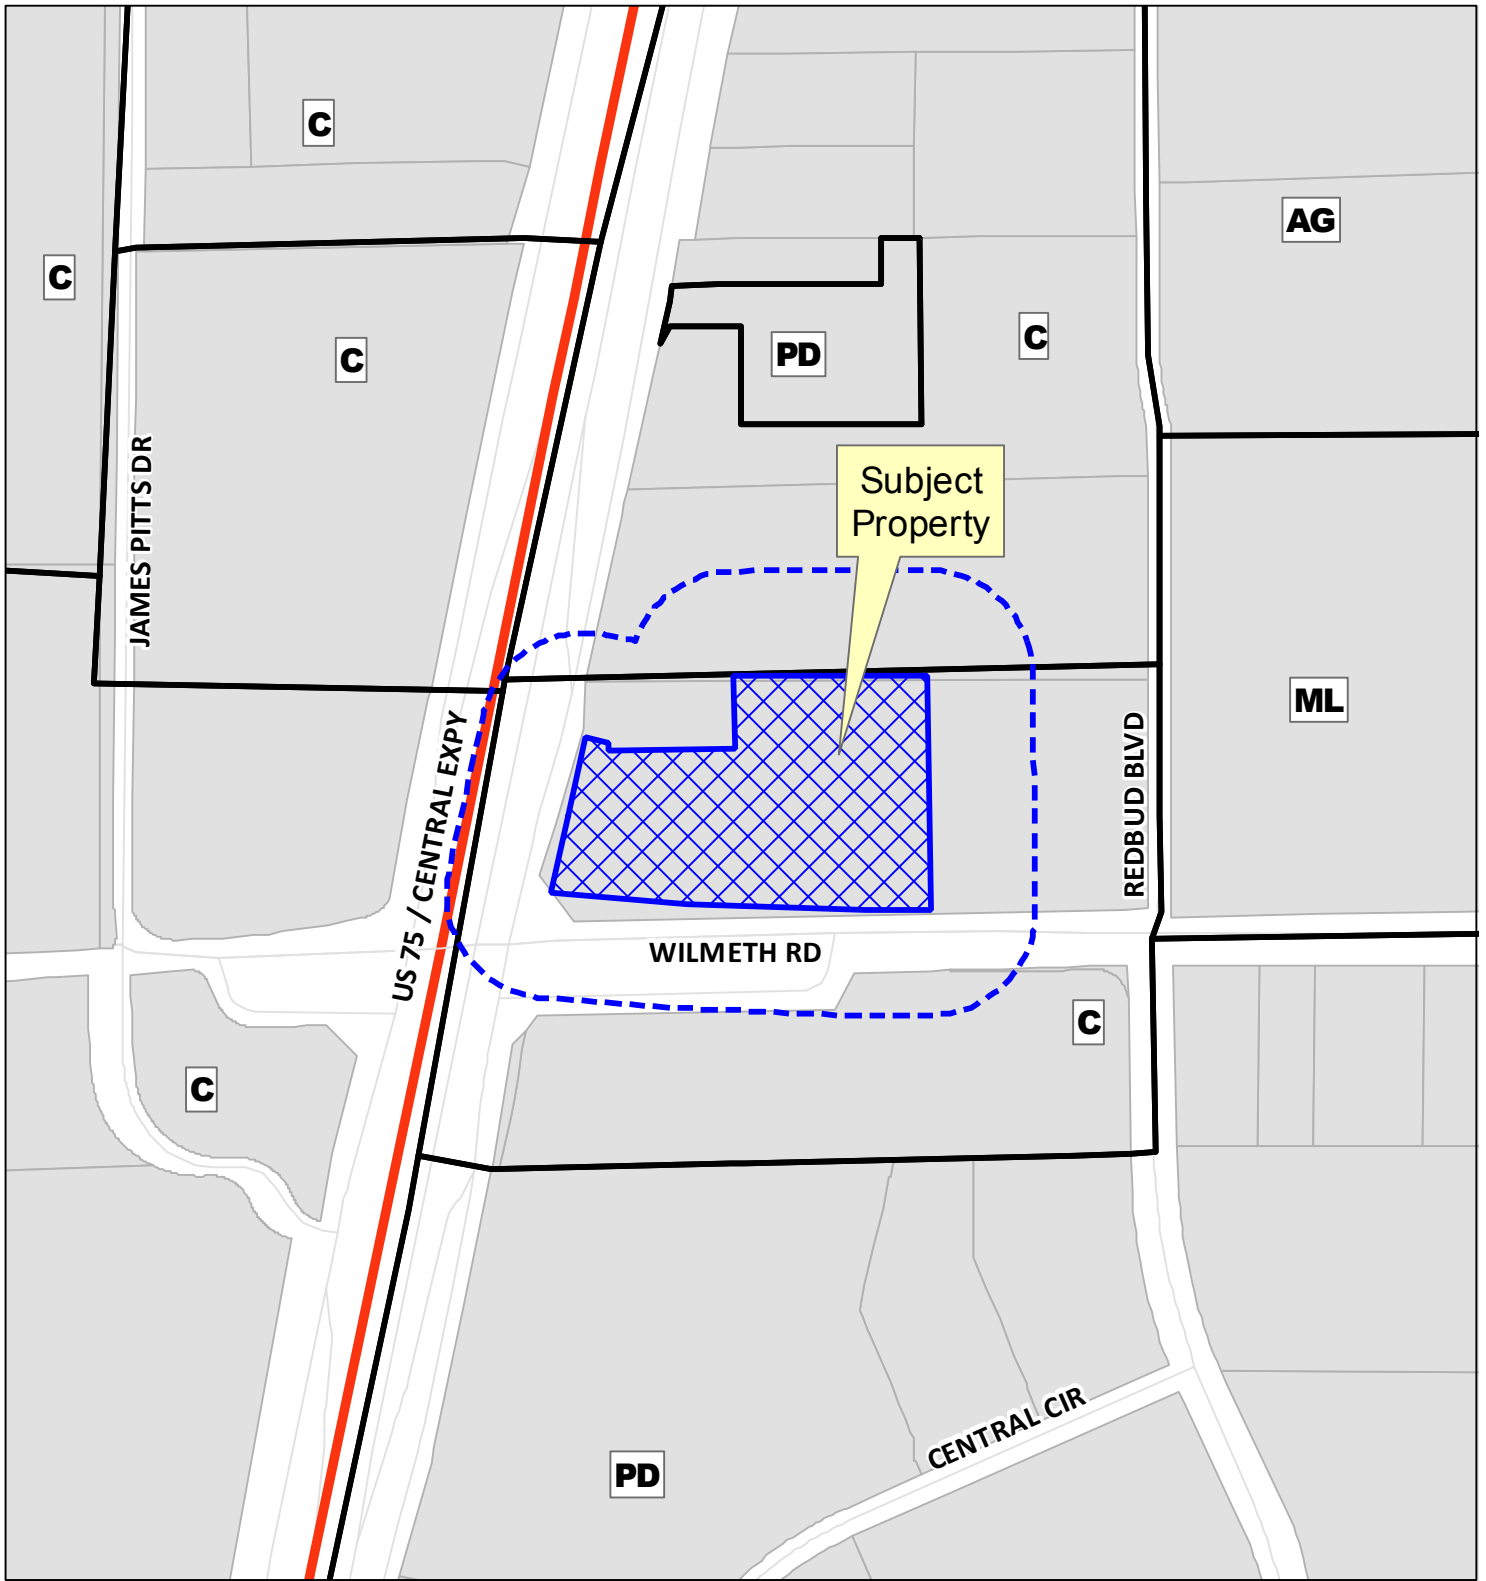 C
AG
C
C
C
PD
Subject
Property
JAMES PITTS DR
ML
US 75 / CENTRAL EXPY
REDBUD BLVD
WILMETH RD
C
C
CENTRAL CIR
PD